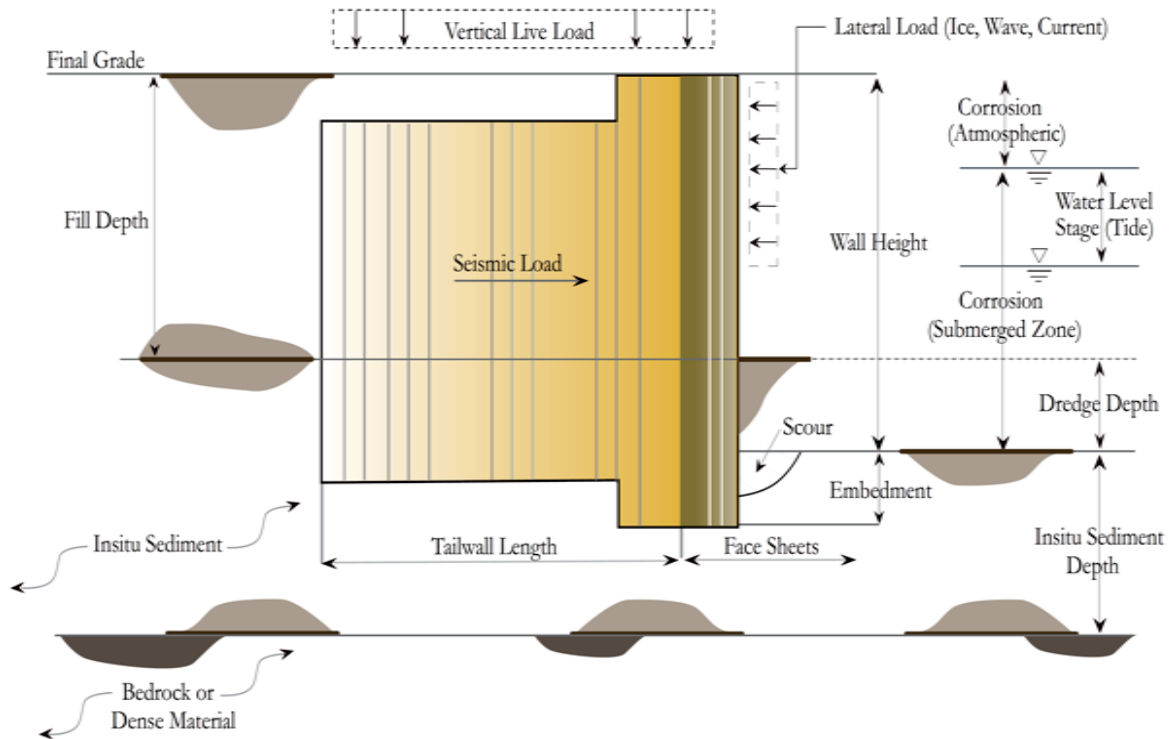 Vertical Live Load
Lateral Load (Ice, Wave, Current)
Final Grade
Corrosion
(Atmospheric)
Fill Depth
Water Level
Stage (Tide)
Wall Height
Seismic Load
Corrosion
(Submerged Zone)
Dredge Depth
Scour
Embedment
Insitu Sediment
Tailwall Length
Face Sheets
Insitu Sediment
Depth
Bedrock or
Dense Material